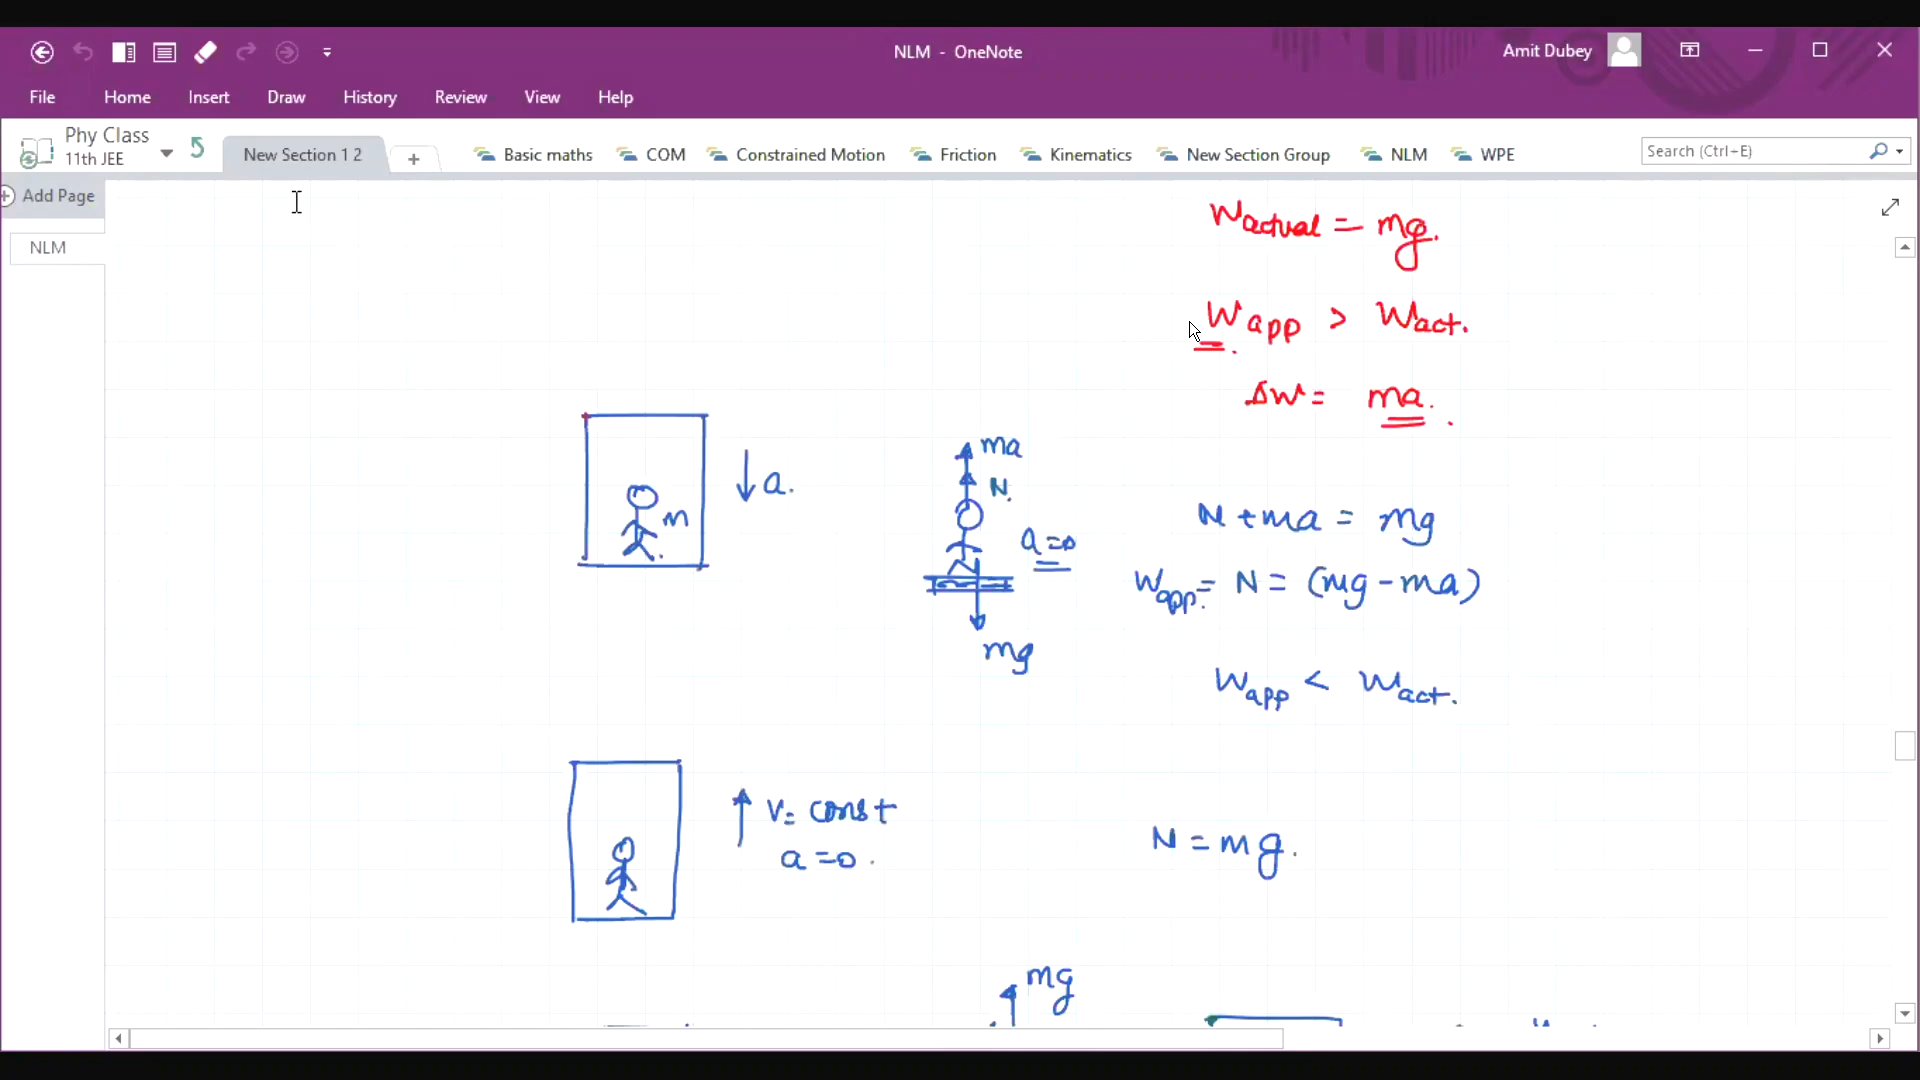 NLM - OneNote
Amit Dubey
File Home Insert Draw History Review View Help
Phy Class
11th JEE
New Section 1 2
+
Basic maths COM Constrained Motion Friction Kinematics New Section Group NLM WPE
Search (Ctrl+E)
Add Page
NLM
Wactual = mg.
Wapp > Wact.
ΔW = ma.
ma
N.
↓ a.
m
a=0
mg
N + ma = mg
Wapp. = N = (mg - ma)
Wapp < Wact.
↑ V= const
a = 0.
N = mg.
mg